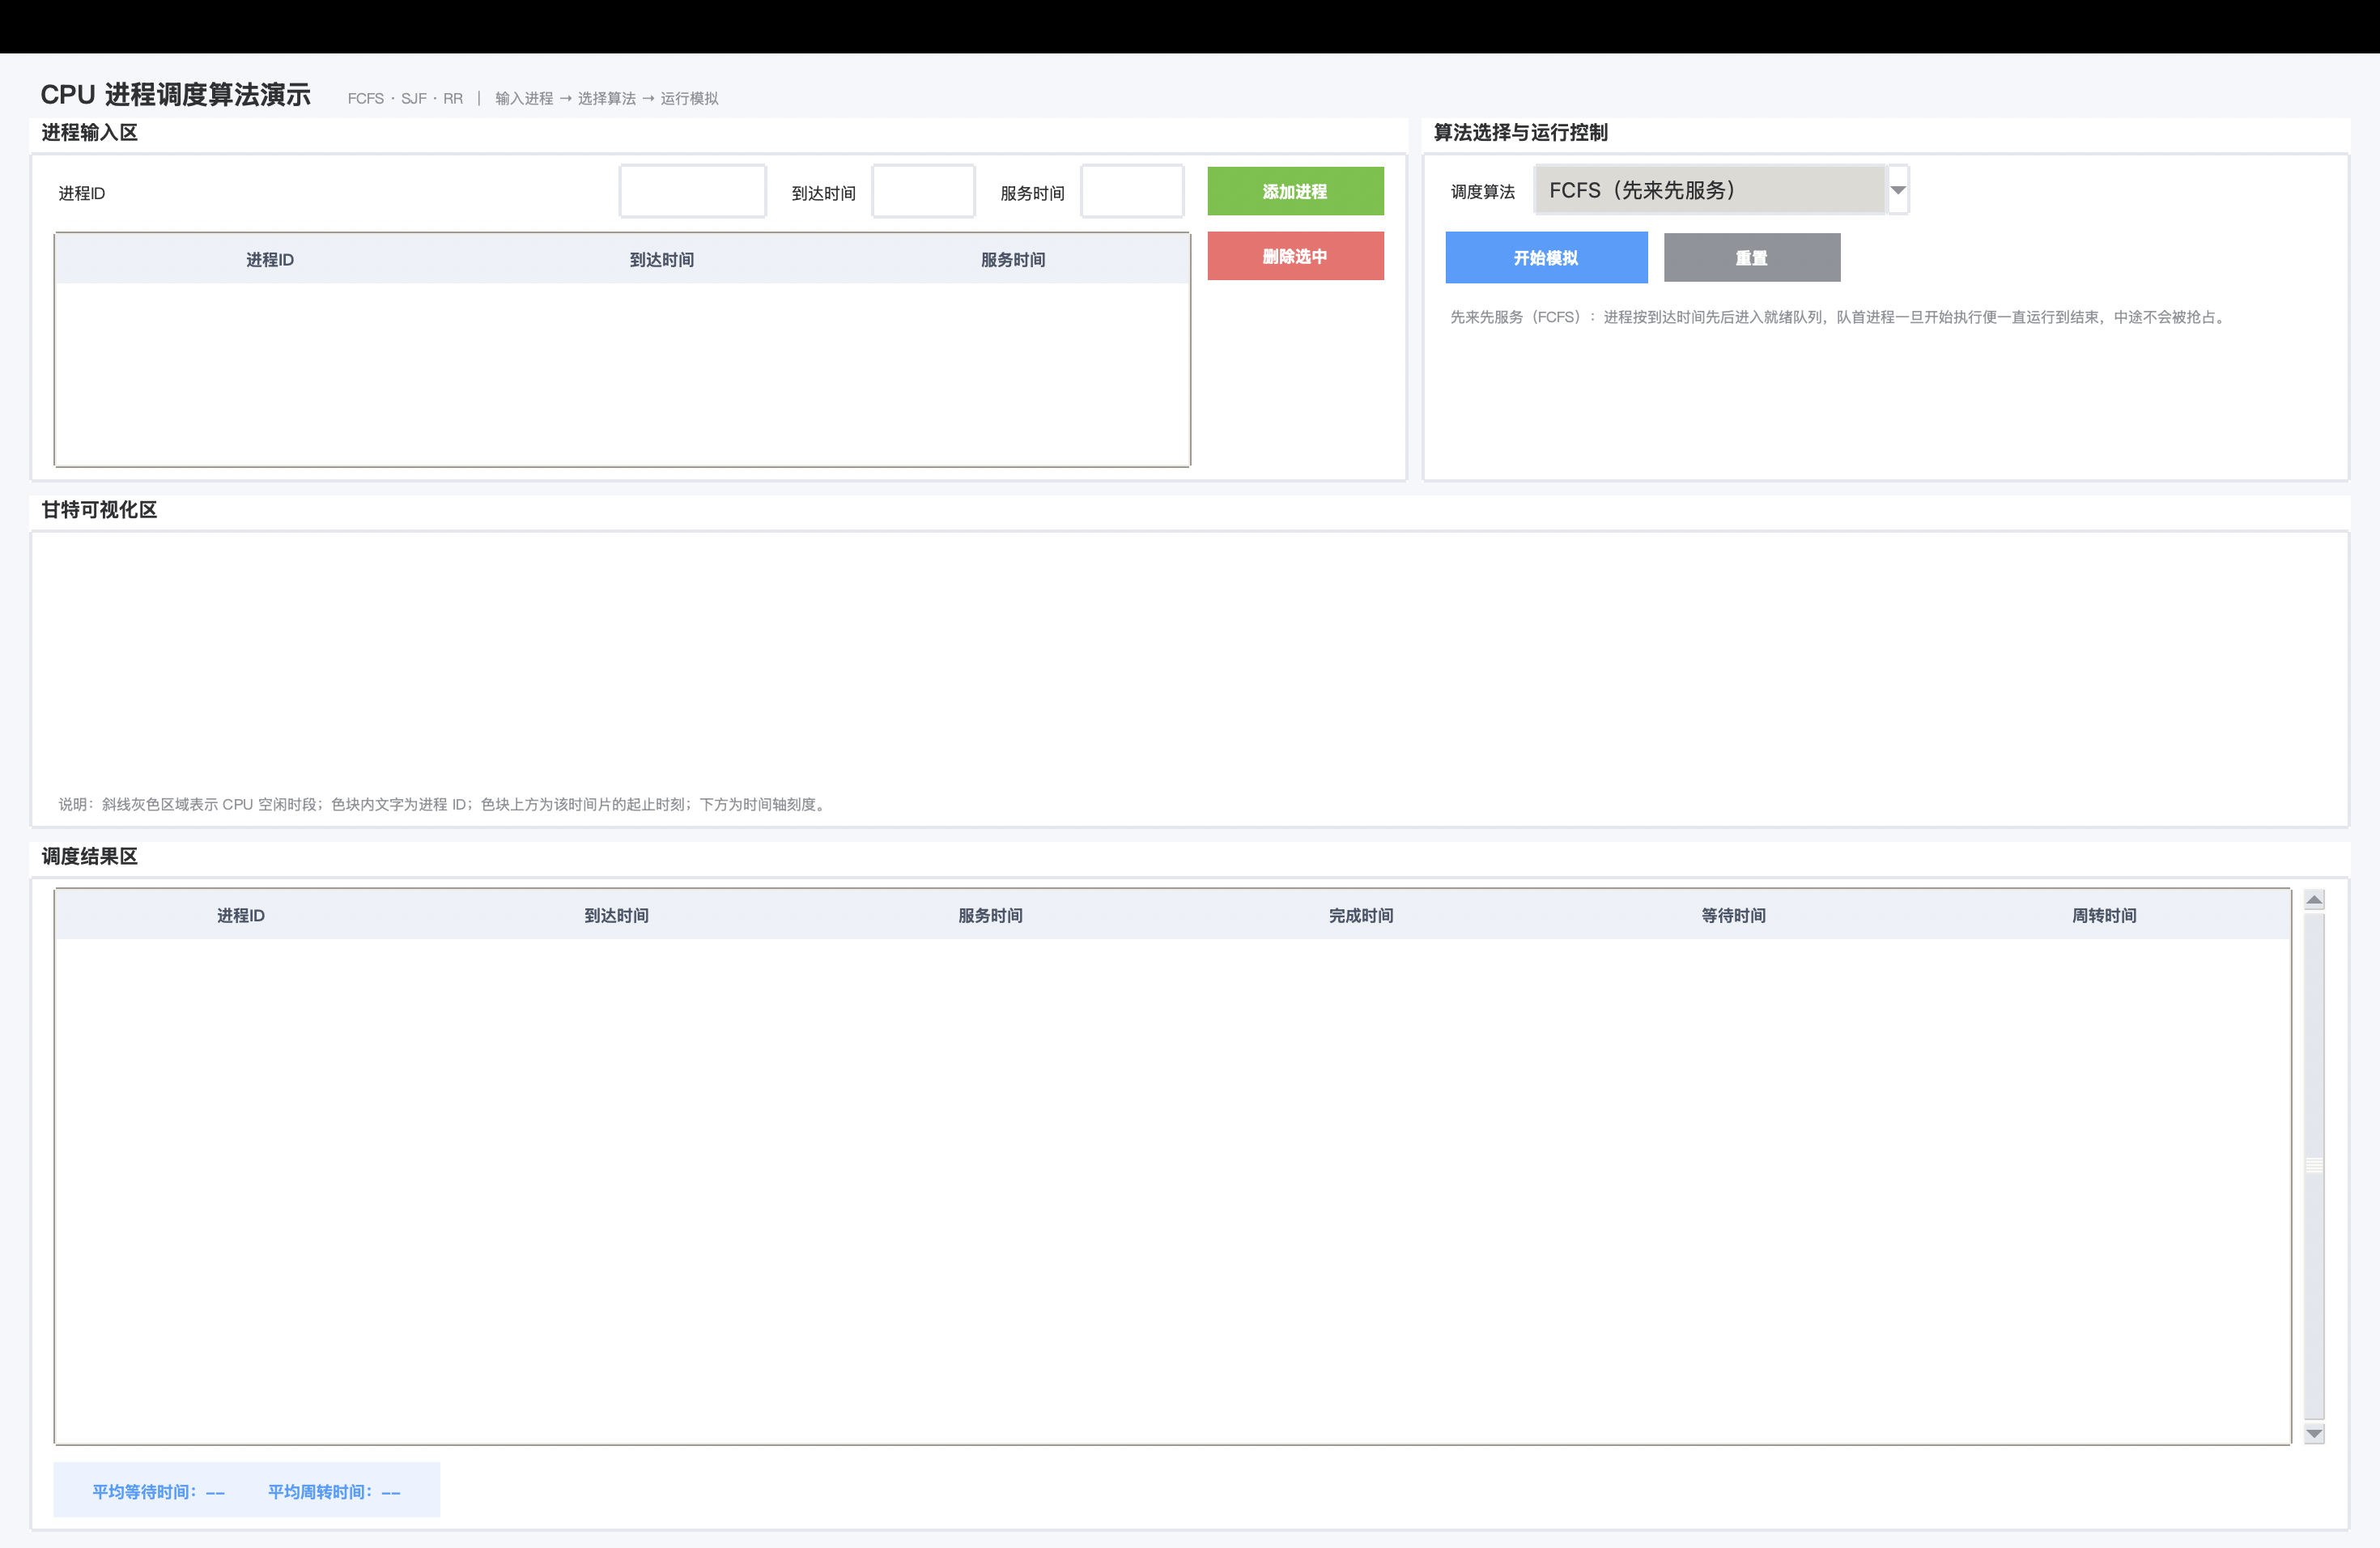 CPU 进程调度算法演示 FCFS · SJF · RR | 输入进程 → 选择算法 → 运行模拟
进程输入区
进程ID 到达时间 服务时间 添加进程
进程ID 到达时间 服务时间 删除选中
算法选择与运行控制
调度算法 FCFS（先来先服务）
开始模拟 重置
先来先服务（FCFS）：进程按到达时间先后进入就绪队列，队首进程一旦开始执行便一直运行到结束，中途不会被抢占。
甘特可视化区
说明：斜线灰色区域表示 CPU 空闲时段；色块内文字为进程 ID；色块上方为该时间片的起止时刻；下方为时间轴刻度。
调度结果区
进程ID 到达时间 服务时间 完成时间 等待时间 周转时间
平均等待时间：-- 平均周转时间：--